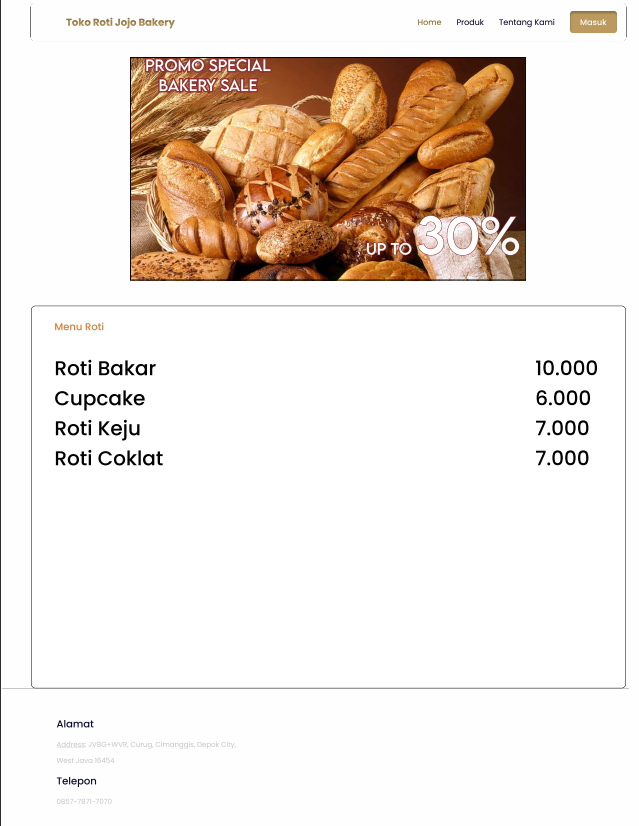 Toko Roti Jojo Bakery
Home Produk Tentang Kami Masuk
PROMO SPECIAL
BAKERY SALE
UP TO 30%
Menu Roti
Roti Bakar 10.000
Cupcake 6.000
Roti Keju 7.000
Roti Coklat 7.000
Alamat
Address: JV8G+WVR, Curug, Cimanggis, Depok City,
West Java 16454
Telepon
0857-7871-7070